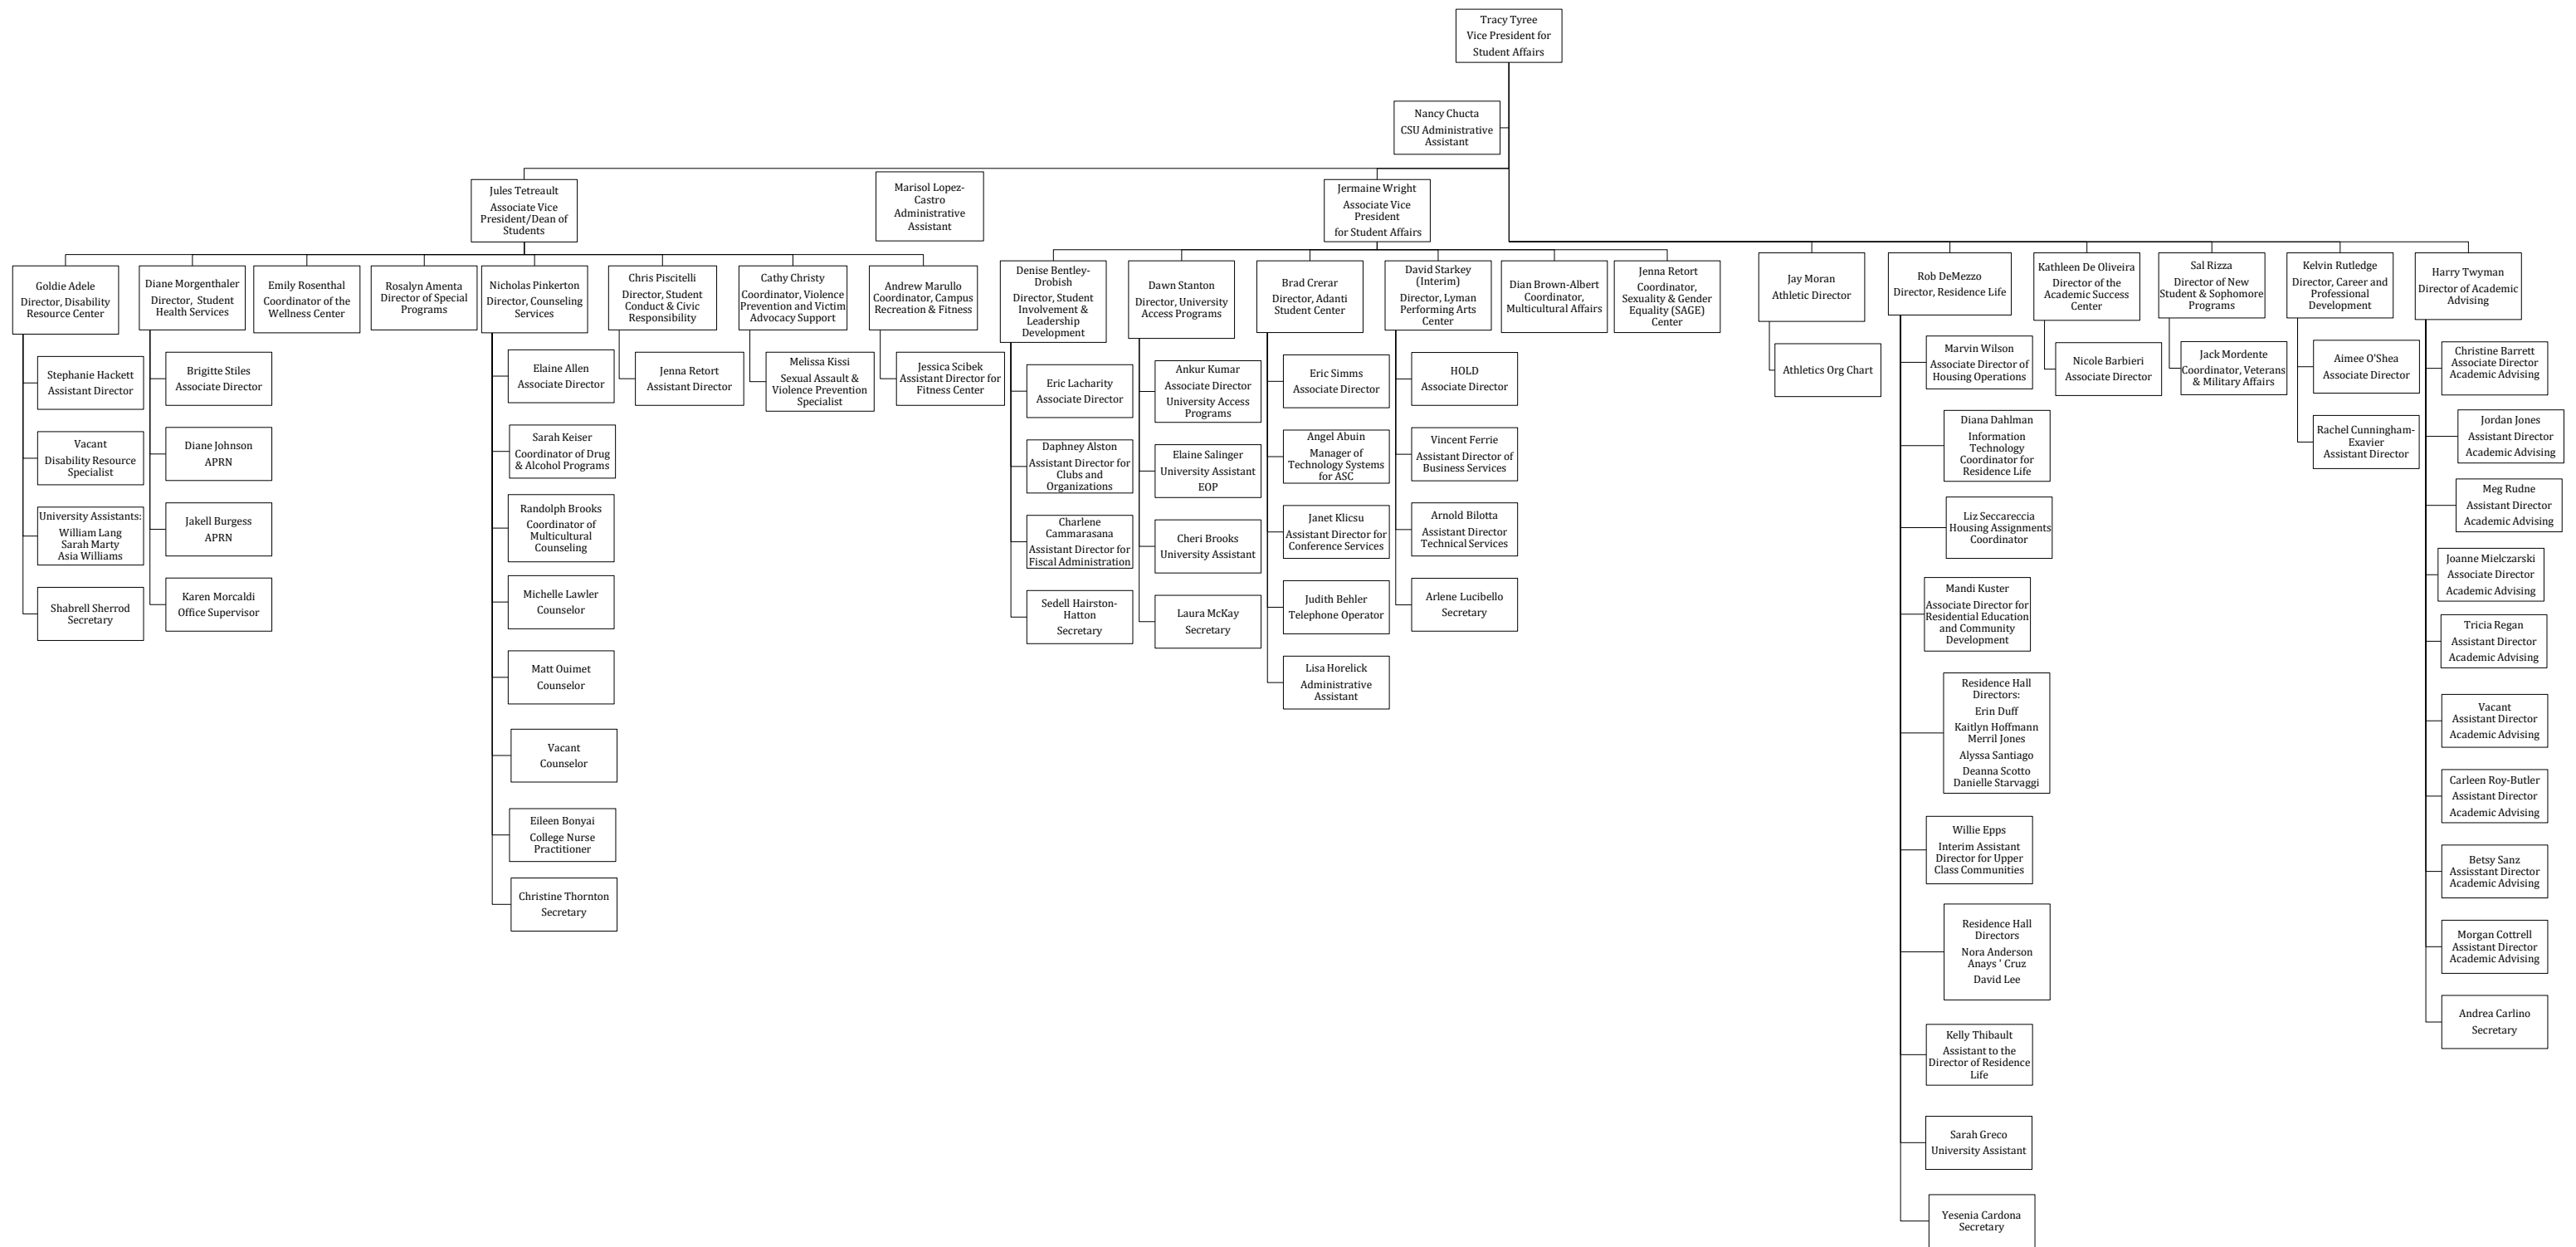 Tracy Tyree
Vice President for
Student Affairs
Nancy Chucta
CSU Administrative
Assistant
Jules Tetreault
Associate Vice
President/Dean of
Students
Marisol Lopez-
Castro
Administrative
Assistant
Jermaine Wright
Associate Vice
President
for Student Affairs
Goldie Adele
Director, Disability
Resource Center
Stephanie Hackett
Assistant Director
Vacant
Disability Resource
Specialist
University Assistants:
William Lang
Sarah Marty
Asia Williams
Shabrell Sherrod
Secretary
Diane Morgenthaler
Director, Student
Health Services
Brigitte Stiles
Associate Director
Diane Johnson
APRN
Jakell Burgess
APRN
Karen Morcaldi
Office Supervisor
Emily Rosenthal
Coordinator of the
Wellness Center
Rosalyn Amenta
Director of Special
Programs
Nicholas Pinkerton
Director, Counseling
Services
Elaine Allen
Associate Director
Sarah Keiser
Coordinator of Drug
& Alcohol Programs
Randolph Brooks
Coordinator of
Multicultural
Counseling
Michelle Lawler
Counselor
Matt Ouimet
Counselor
Vacant
Counselor
Eileen Bonyai
College Nurse
Practitioner
Christine Thornton
Secretary
Chris Piscitelli
Director, Student
Conduct & Civic
Responsibility
Jenna Retort
Assistant Director
Cathy Christy
Coordinator, Violence
Prevention and Victim
Advocacy Support
Melissa Kissi
Sexual Assault &
Violence Prevention
Specialist
Andrew Marullo
Coordinator, Campus
Recreation & Fitness
Jessica Scibek
Assistant Director for
Fitness Center
Denise Bentley-
Drobish
Director, Student
Involvement &
Leadership
Development
Eric Lacharity
Associate Director
Daphney Alston
Assistant Director for
Clubs and
Organizations
Charlene
Cammarasana
Assistant Director for
Fiscal Administration
Sedell Hairston-
Hatton
Secretary
Dawn Stanton
Director, University
Access Programs
Ankur Kumar
Associate Director
University Access
Programs
Elaine Salinger
University Assistant
EOP
Cheri Brooks
University Assistant
Laura McKay
Secretary
Brad Crerar
Director, Adanti
Student Center
Eric Simms
Associate Director
Angel Abuin
Manager of
Technology Systems
for ASC
Janet Klicsu
Assistant Director for
Conference Services
Judith Behler
Telephone Operator
Lisa Horelick
Administrative
Assistant
David Starkey
(Interim)
Director, Lyman
Performing Arts
Center
HOLD
Associate Director
Vincent Ferrie
Assistant Director of
Business Services
Arnold Bilotta
Assistant Director
Technical Services
Arlene Lucibello
Secretary
Dian Brown-Albert
Coordinator,
Multicultural Affairs
Jenna Retort
Coordinator,
Sexuality & Gender
Equality (SAGE)
Center
Jay Moran
Athletic Director
Athletics Org Chart
Rob DeMezzo
Director, Residence Life
Marvin Wilson
Associate Director of
Housing Operations
Diana Dahlman
Information
Technology
Coordinator for
Residence Life
Liz Seccareccia
Housing Assignments
Coordinator
Mandi Kuster
Associate Director for
Residential Education
and Community
Development
Residence Hall
Directors:
Erin Duff
Kaitlyn Hoffmann
Merril Jones
Alyssa Santiago
Deanna Scotto
Danielle Starvaggi
Willie Epps
Interim Assistant
Director for Upper
Class Communities
Residence Hall
Directors
Nora Anderson
Anays ' Cruz
David Lee
Kelly Thibault
Assistant to the
Director of Residence
Life
Sarah Greco
University Assistant
Yesenia Cardona
Secretary
Kathleen De Oliveira
Director of the
Academic Success
Center
Nicole Barbieri
Associate Director
Sal Rizza
Director of New
Student & Sophomore
Programs
Jack Mordente
Coordinator, Veterans
& Military Affairs
Kelvin Rutledge
Director, Career and
Professional
Development
Aimee O'Shea
Associate Director
Rachel Cunningham-
Exavier
Assistant Director
Harry Twyman
Director of Academic
Advising
Christine Barrett
Associate Director
Academic Advising
Jordan Jones
Assistant Director
Academic Advising
Meg Rudne
Assistant Director
Academic Advising
Joanne Mielczarski
Associate Director
Academic Advising
Tricia Regan
Assistant Director
Academic Advising
Vacant
Assistant Director
Academic Advising
Carleen Roy-Butler
Assistant Director
Academic Advising
Betsy Sanz
Assisstant Director
Academic Advising
Morgan Cottrell
Assistant Director
Academic Advising
Andrea Carlino
Secretary